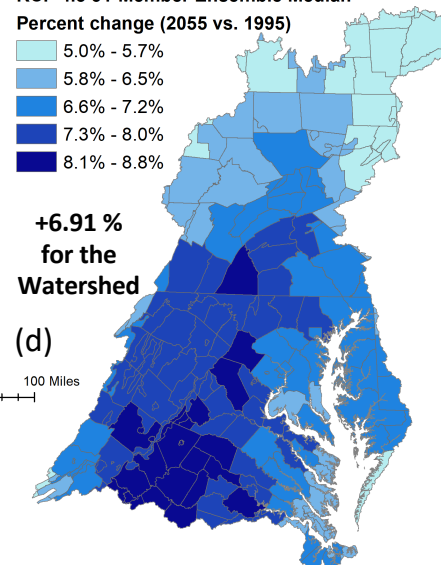 Percent change (2055 vs. 1995)
5.0% - 5.7%
5.8% - 6.5%
6.6% - 7.2%
7.3% - 8.0%
8.1% - 8.8%
+6.91 %
for the
Watershed
(d)
100 Miles